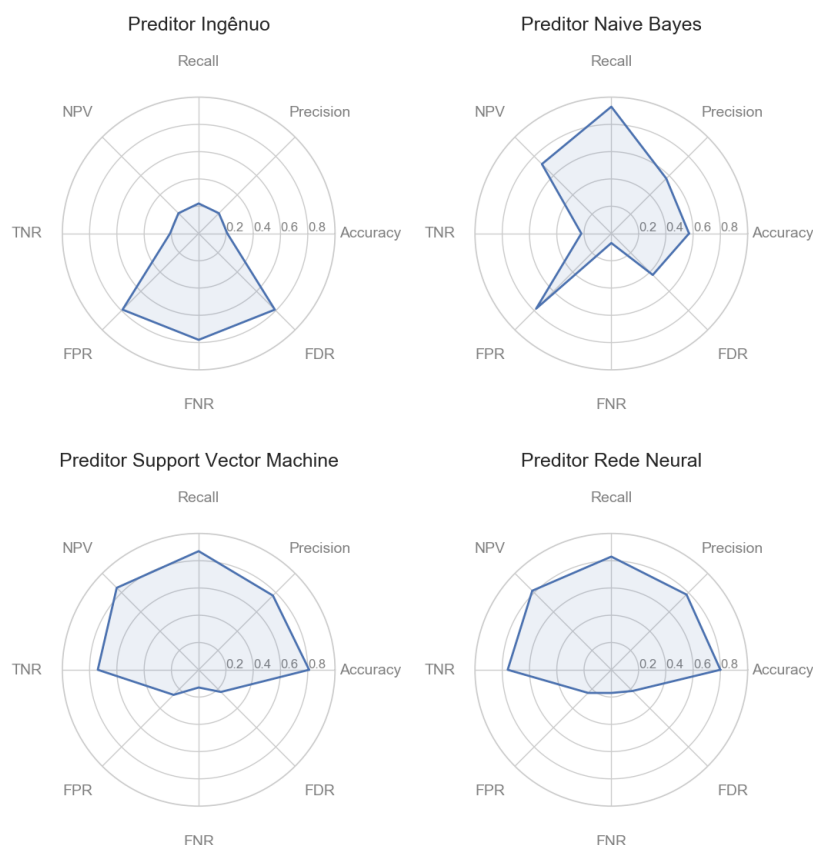 Preditor Ingênuo
Recall
NPV
Precision
TNR
0.2 0.4 0.6 0.8
Accuracy
FPR
FDR
FNR
Preditor Naive Bayes
Recall
NPV
Precision
TNR
0.2 0.4 0.6 0.8
Accuracy
FPR
FDR
FNR
Preditor Support Vector Machine
Recall
NPV
Precision
TNR
0.2 0.4 0.6 0.8
Accuracy
FPR
FDR
FNR
Preditor Rede Neural
Recall
NPV
Precision
TNR
0.2 0.4 0.6 0.8
Accuracy
FPR
FDR
FNR